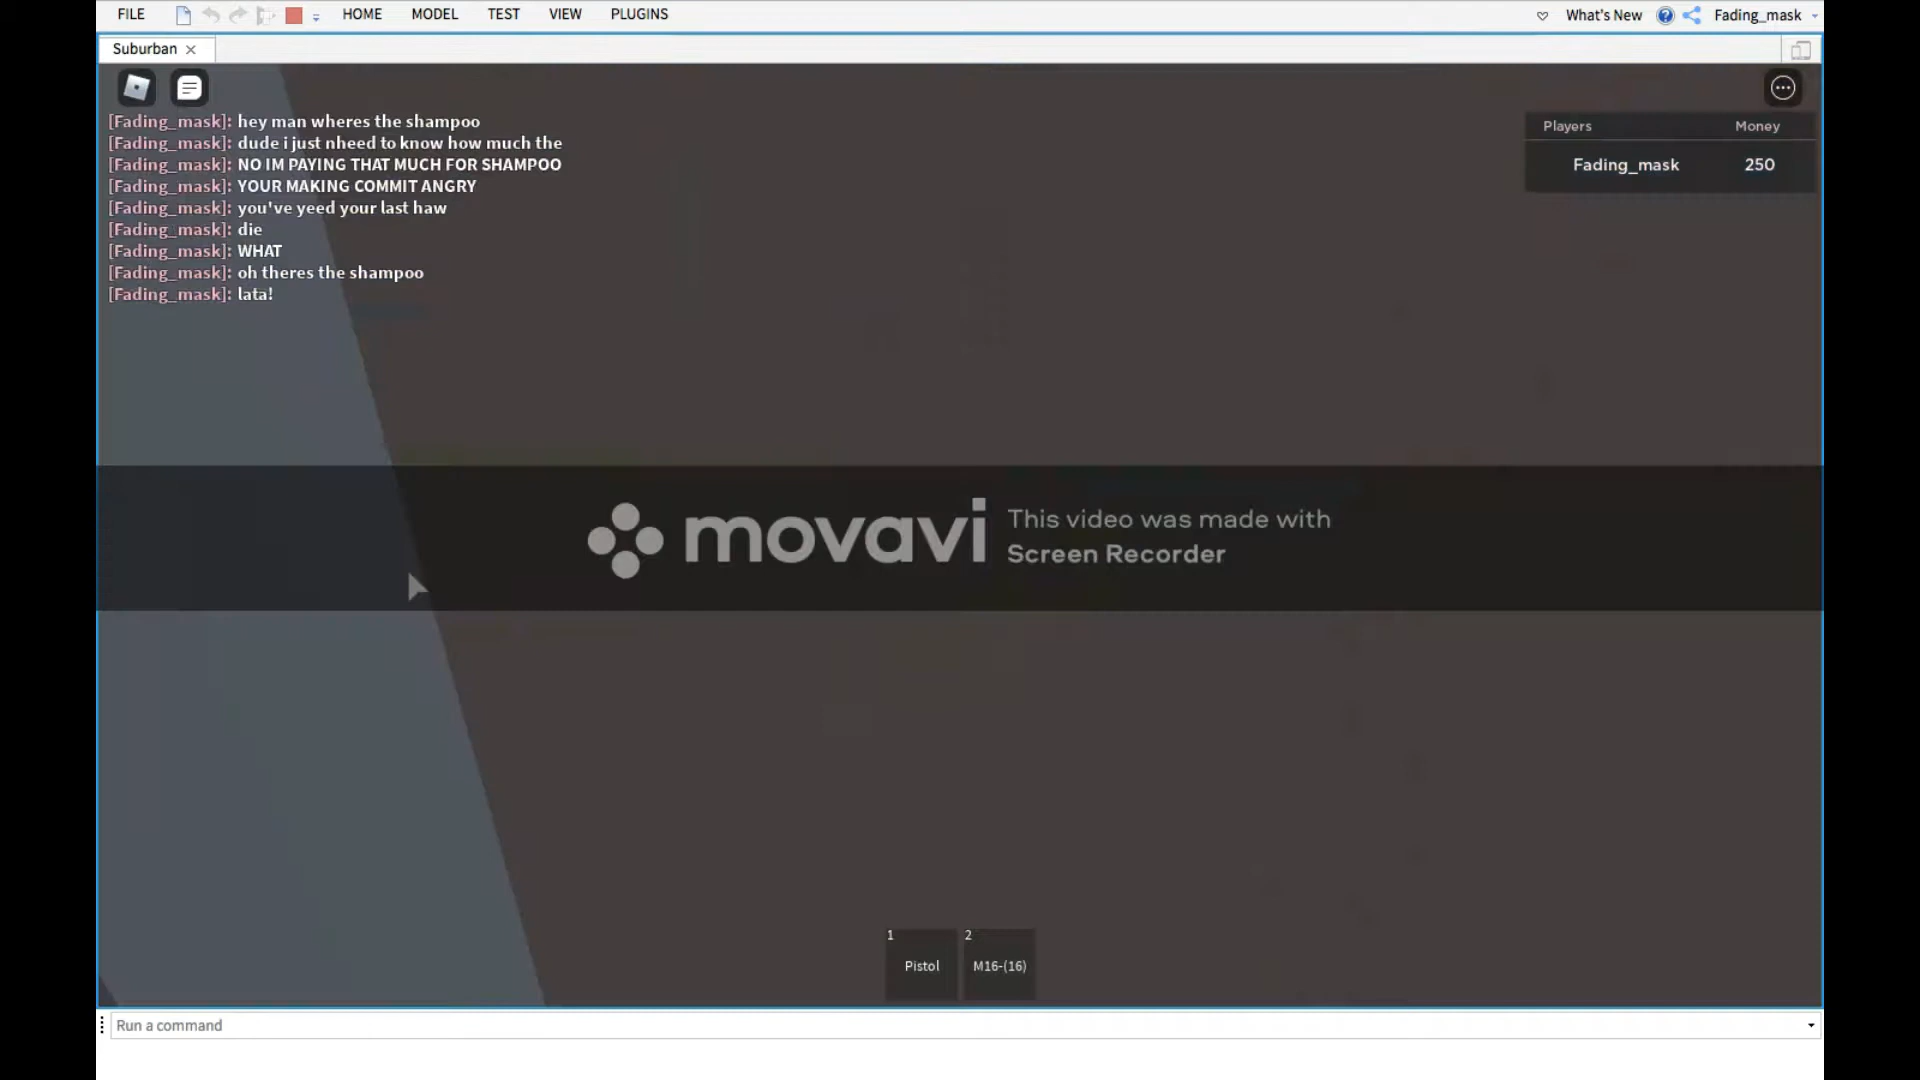 FILE HOME MODEL TEST VIEW PLUGINS What's New Fading_mask
Suburban
[Fading_mask]: hey man wheres the shampoo
[Fading_mask]: dude i just nheed to know how much the
[Fading_mask]: NO IM PAYING THAT MUCH FOR SHAMPOO
[Fading_mask]: YOUR MAKING COMMIT ANGRY
[Fading_mask]: you've yeed your last haw
[Fading_mask]: die
[Fading_mask]: WHAT
[Fading_mask]: oh theres the shampoo
[Fading_mask]: lata!
Players Money
Fading_mask 250
movavi
This video was made with
Screen Recorder
1 2
Pistol M16-(16)
Run a command